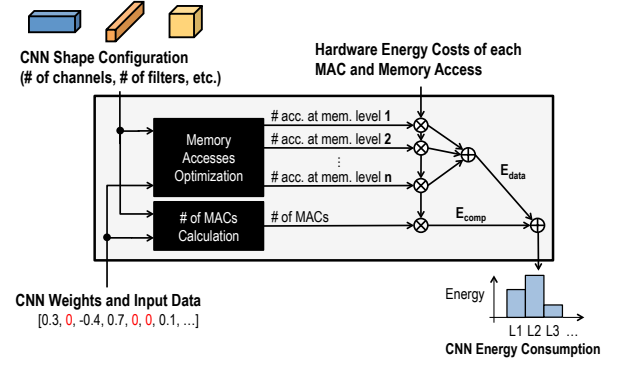 CNN Shape Configuration
(# of channels, # of filters, etc.)
Hardware Energy Costs of each
MAC and Memory Access
Memory
Accesses
Optimization
# acc. at mem. level 1
# acc. at mem. level 2
⋮
# acc. at mem. level n
# of MACs
Calculation
# of MACs
E_data
E_comp
CNN Weights and Input Data
[0.3, 0, -0.4, 0.7, 0, 0, 0.1, …]
Energy
L1 L2 L3 …
CNN Energy Consumption